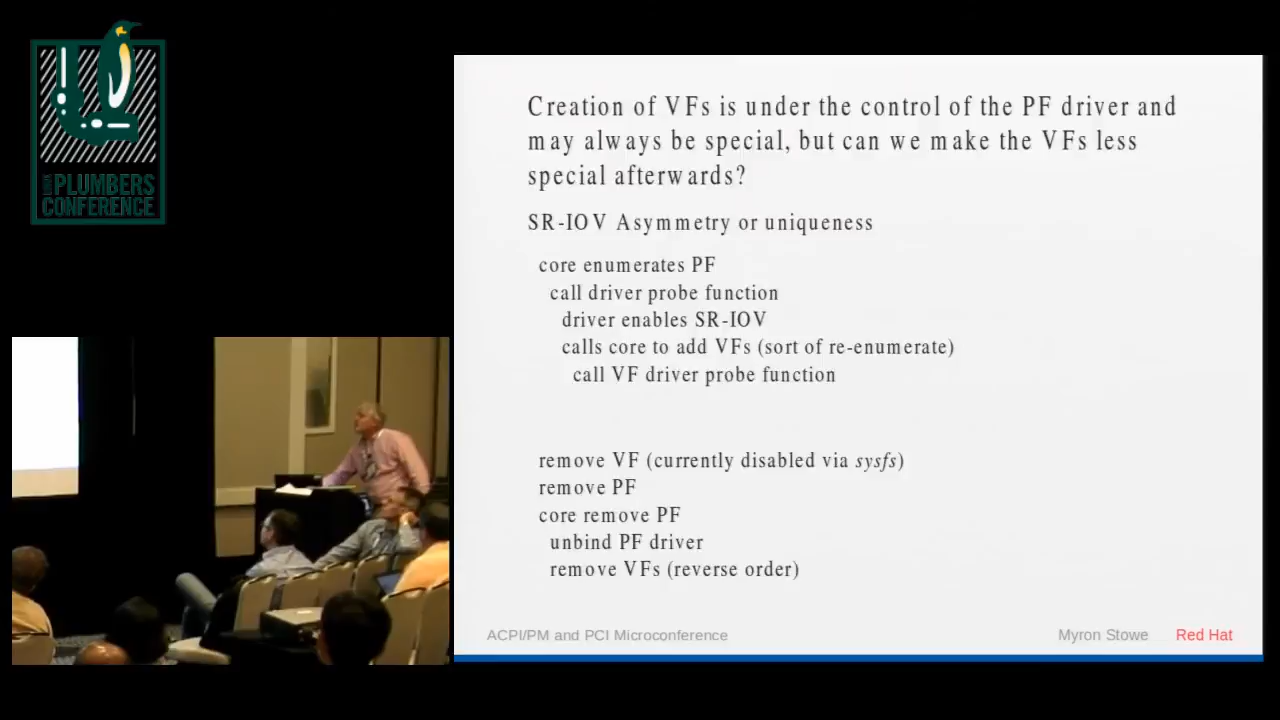 PLUMBERS
CONFERENCE
Creation of VFs is under the control of the PF driver and
may always be special, but can we make the VFs less
special afterwards?
SR-IOV Asymmetry or uniqueness
core enumerates PF
call driver probe function
driver enables SR-IOV
calls core to add VFs (sort of re-enumerate)
call VF driver probe function
remove VF (currently disabled via sysfs)
remove PF
core remove PF
unbind PF driver
remove VFs (reverse order)
ACPI/PM and PCI Microconference
Myron Stowe Red Hat